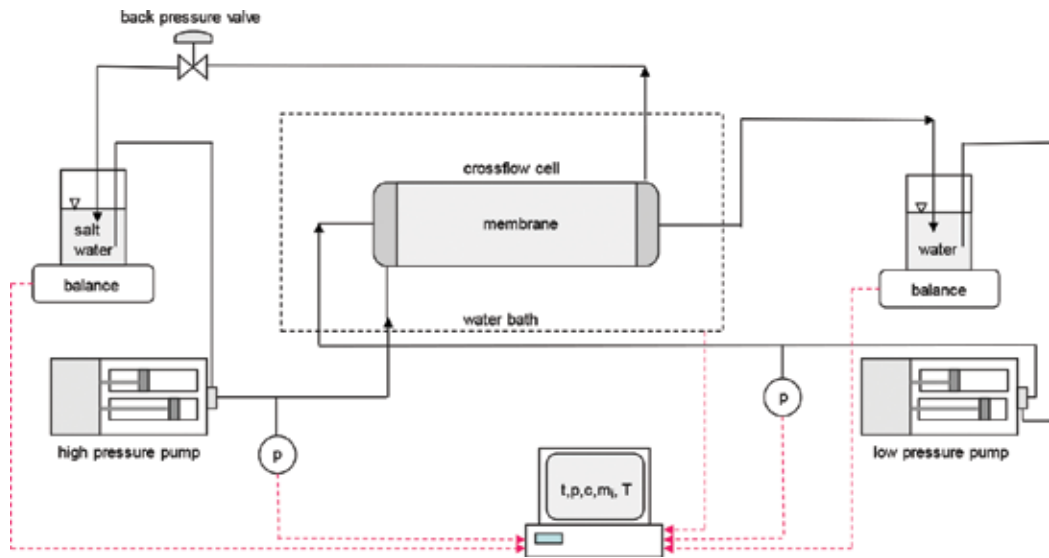 back pressure valve
crossflow cell
membrane
salt
water
balance
water
balance
water bath
p
p
high pressure pump
low pressure pump
t,p,c,mᵢ, T